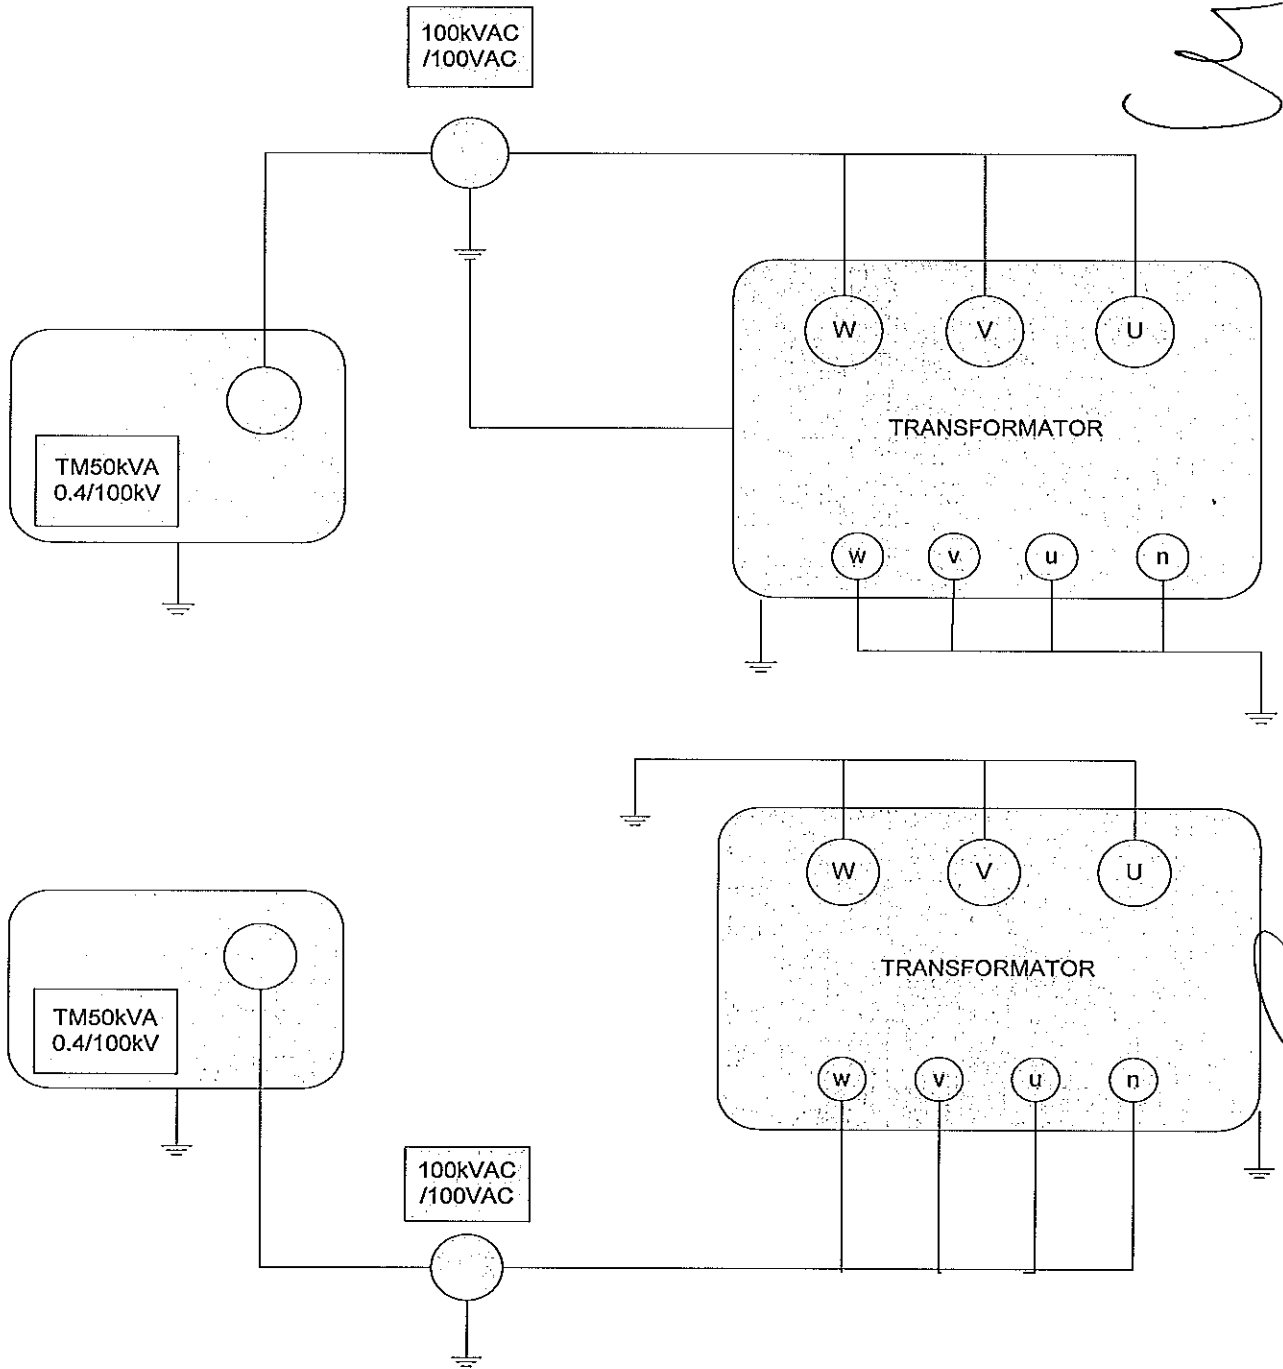 100kVAC
/100VAC
W V U
TRANSFORMATOR
TM50kVA
0.4/100kV
w v u n
W V U
TRANSFORMATOR
TM50kVA
0.4/100kV
w v u n
100kVAC
/100VAC